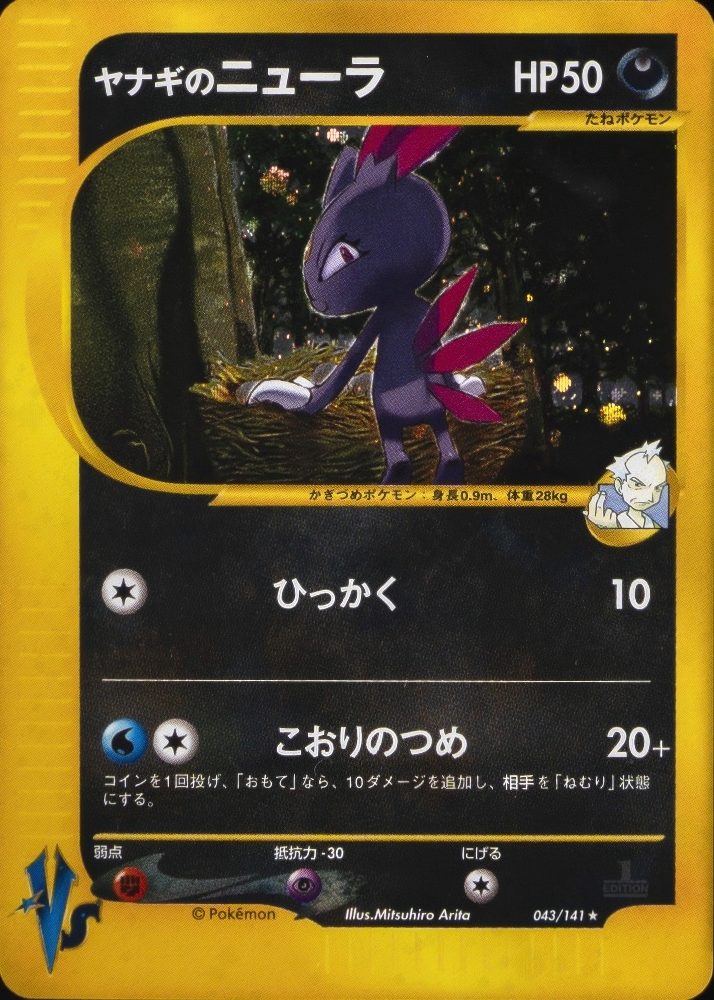 ヤナギのニューラ HP50
たねポケモン
かぎづめポケモン：身長0.9m、体重28kg
ひっかく 10
こおりのつめ 20+
コインを1回投げ、「おもて」なら、10ダメージを追加し、相手を「ねむり」状態
にする。
弱点 抵抗力-30 にげる
1 EDITION
VS
© Pokémon Illus.Mitsuhiro Arita 043/141★